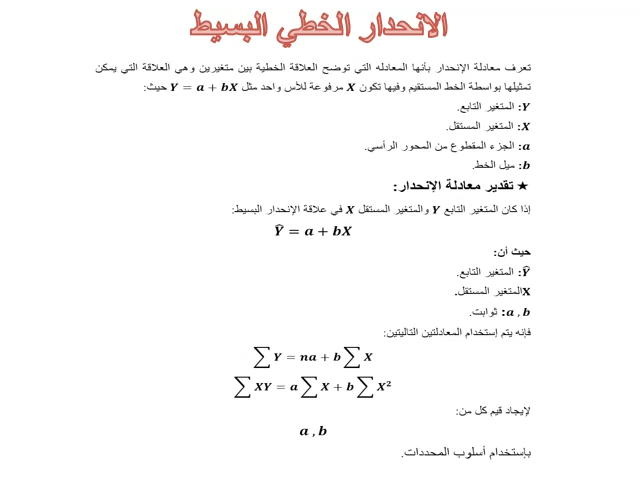 الانحدار الخطي البسيط
تعرف معادلة الإنحدار بأنها المعادله التي توضح العلاقة الخطية بين متغيرين وهي العلاقة التي يمكن
تمثيلها بواسطة الخط المستقيم وفيها تكون X مرفوعة للأس واحد مثل Y = a + bX حيث:
Y: المتغير التابع.
X: المتغير المستقل.
a: الجزء المقطوع من المحور الرأسي.
b: ميل الخط.
★ تقدير معادلة الإنحدار:
إذا كان المتغير التابع Y والمتغير المستقل X في علاقة الإنحدار البسيط:
Ŷ = a + bX
حيث أن:
Ŷ: المتغير التابع.
Xالمتغير المستقل.
a , b: ثوابت.
فإنه يتم إستخدام المعادلتين التاليتين:
∑ Y = na + b ∑ X
∑ XY = a ∑ X + b ∑ X²
لإيجاد قيم كل من:
a , b
بإستخدام أسلوب المحددات.